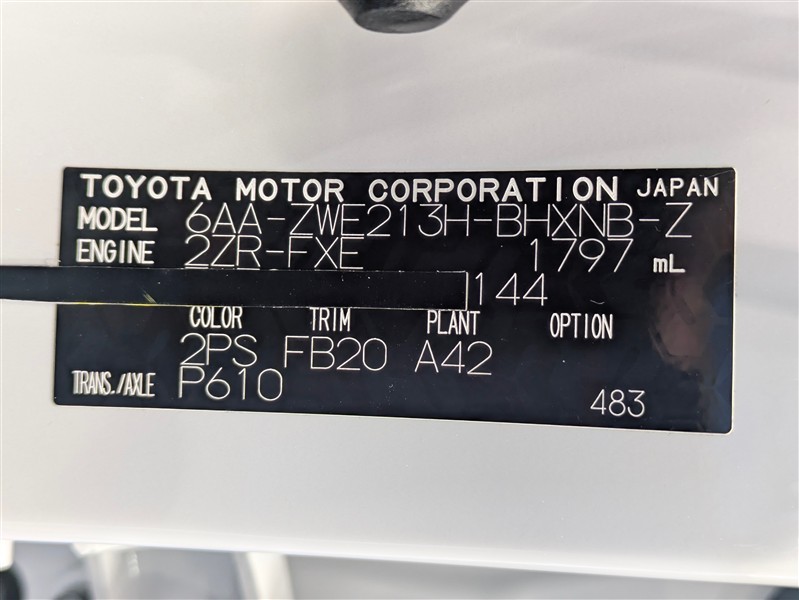 TOYOTA MOTOR CORPORATION JAPAN
MODEL 6AA-ZWE213H-BHXNB-Z
ENGINE 2ZR-FXE 1797 mL
144
COLOR TRIM PLANT OPTION
2PS FB20 A42
TRANS./AXLE P610
483